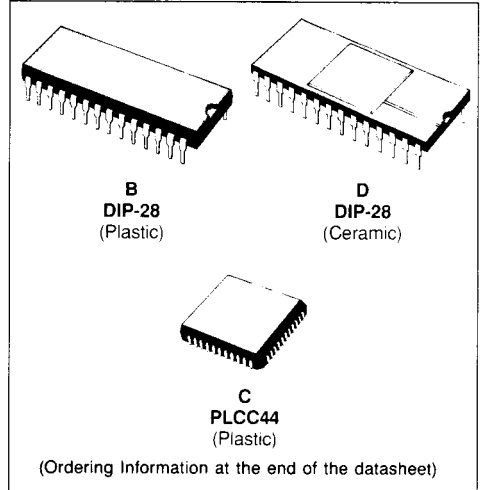 B
DIP-28
(Plastic)
D
DIP-28
(Ceramic)
C
PLCC44
(Plastic)
(Ordering Information at the end of the datasheet)